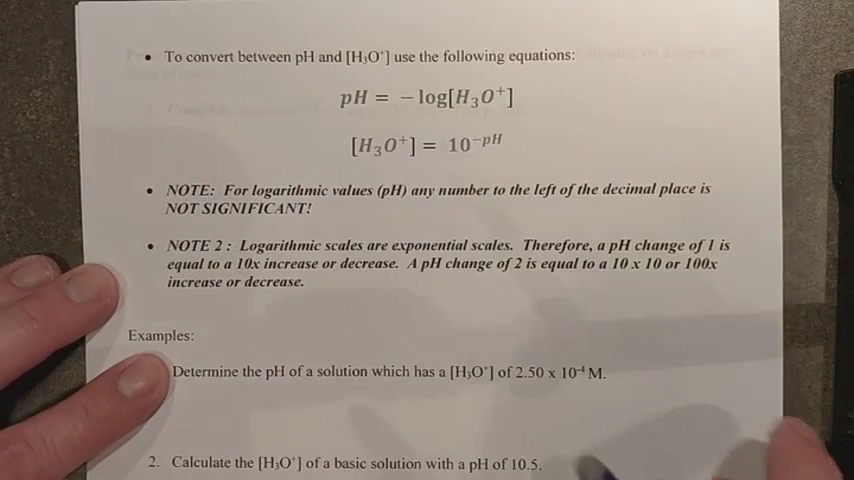 • To convert between pH and [H₃O⁺] use the following equations:
pH = − log[H₃O⁺]
[H₃O⁺] = 10⁻ᵖᴴ
• NOTE: For logarithmic values (pH) any number to the left of the decimal place is
NOT SIGNIFICANT!
• NOTE 2 : Logarithmic scales are exponential scales. Therefore, a pH change of 1 is
equal to a 10x increase or decrease. A pH change of 2 is equal to a 10 x 10 or 100x
increase or decrease.
Examples:
Determine the pH of a solution which has a [H₃O⁺] of 2.50 x 10⁻⁴ M.
2. Calculate the [H₃O⁺] of a basic solution with a pH of 10.5.